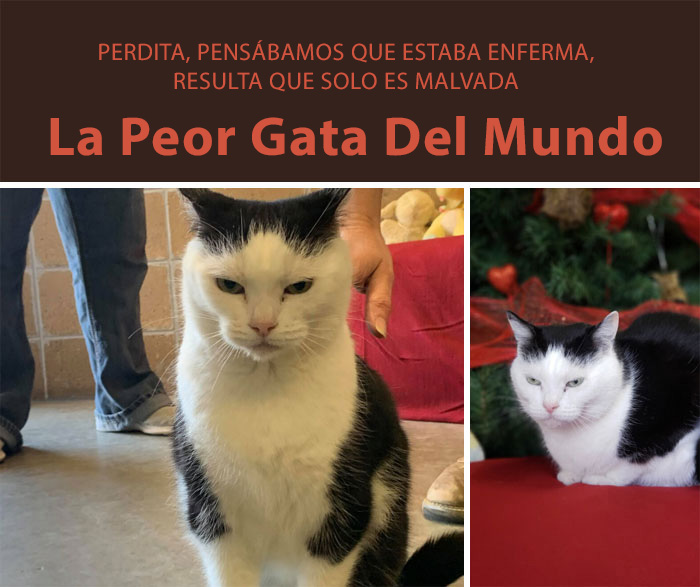 PERDITA, PENSÁBAMOS QUE ESTABA ENFERMA,
RESULTA QUE SOLO ES MALVADA
La Peor Gata Del Mundo